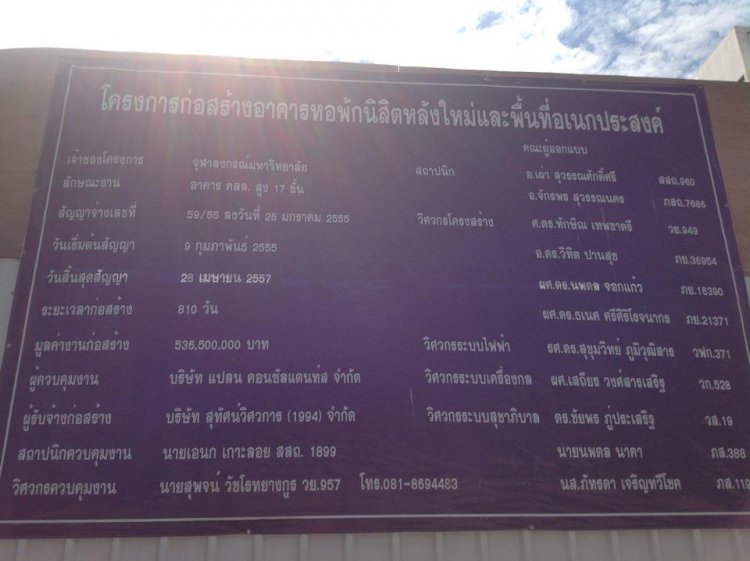 โครงการก่อสร้างอาคารหอพักนิสิตหลังใหม่และพื้นที่อเนกประสงค์
คณะผู้ออกแบบ
เจ้าของโครงการ จุฬาลงกรณ์มหาวิทยาลัย สถาปนิก อ.เผ่า สุวรรณศักดิ์ศรี สสถ.960
ลักษณะงาน อาคาร คสล. สูง 17 ชั้น อ.จักรพร สุวรรณนคร ภสถ.7686
สัญญาจ้างเลขที่ 59/55 ลงวันที่ 26 มกราคม 2555 วิศวกรโครงสร้าง ศ.ดร.ทักษิณ เทพชาตรี วย.949
วันเริ่มต้นสัญญา 9 กุมภาพันธ์ 2555 อ.ดร.วิทิต ปานสุข ภย.36954
วันสิ้นสุดสัญญา 28 เมษายน 2557 ผศ.ดร.นพดล จอกแก้ว ภย.16390
ระยะเวลาก่อสร้าง 810 วัน ผศ.ดร.ธเนศ ศรีศิริโรจนากร ภย.21371
มูลค่างานก่อสร้าง 536,500,000 บาท วิศวกรระบบไฟฟ้า รศ.ดร.สุขุมวิทย์ ภูมิวุฒิสาร วฟก.371
ผู้ควบคุมงาน บริษัท แปลน คอนซัลแตนทส์ จำกัด วิศวกรระบบเครื่องกล ผศ.เสถียร วงศ์สารเสริฐ วก.528
ผู้รับจ้างก่อสร้าง บริษัท สุทัศน์วิศวการ (1994) จำกัด วิศวกรระบบสุขาภิบาล ดร.ชัยพร ภู่ประเสริฐ วส.19
สถาปนิกควบคุมงาน นายเอนก เกาะลอย สสถ. 1899 นายนพดล นาคา ภส.388
วิศวกรควบคุมงาน นายสุพจน์ วัชโรทยางกูร วย.957 โทร.081-8694483 นส.ภัทรดา เจริญทวีโชค ภส.119